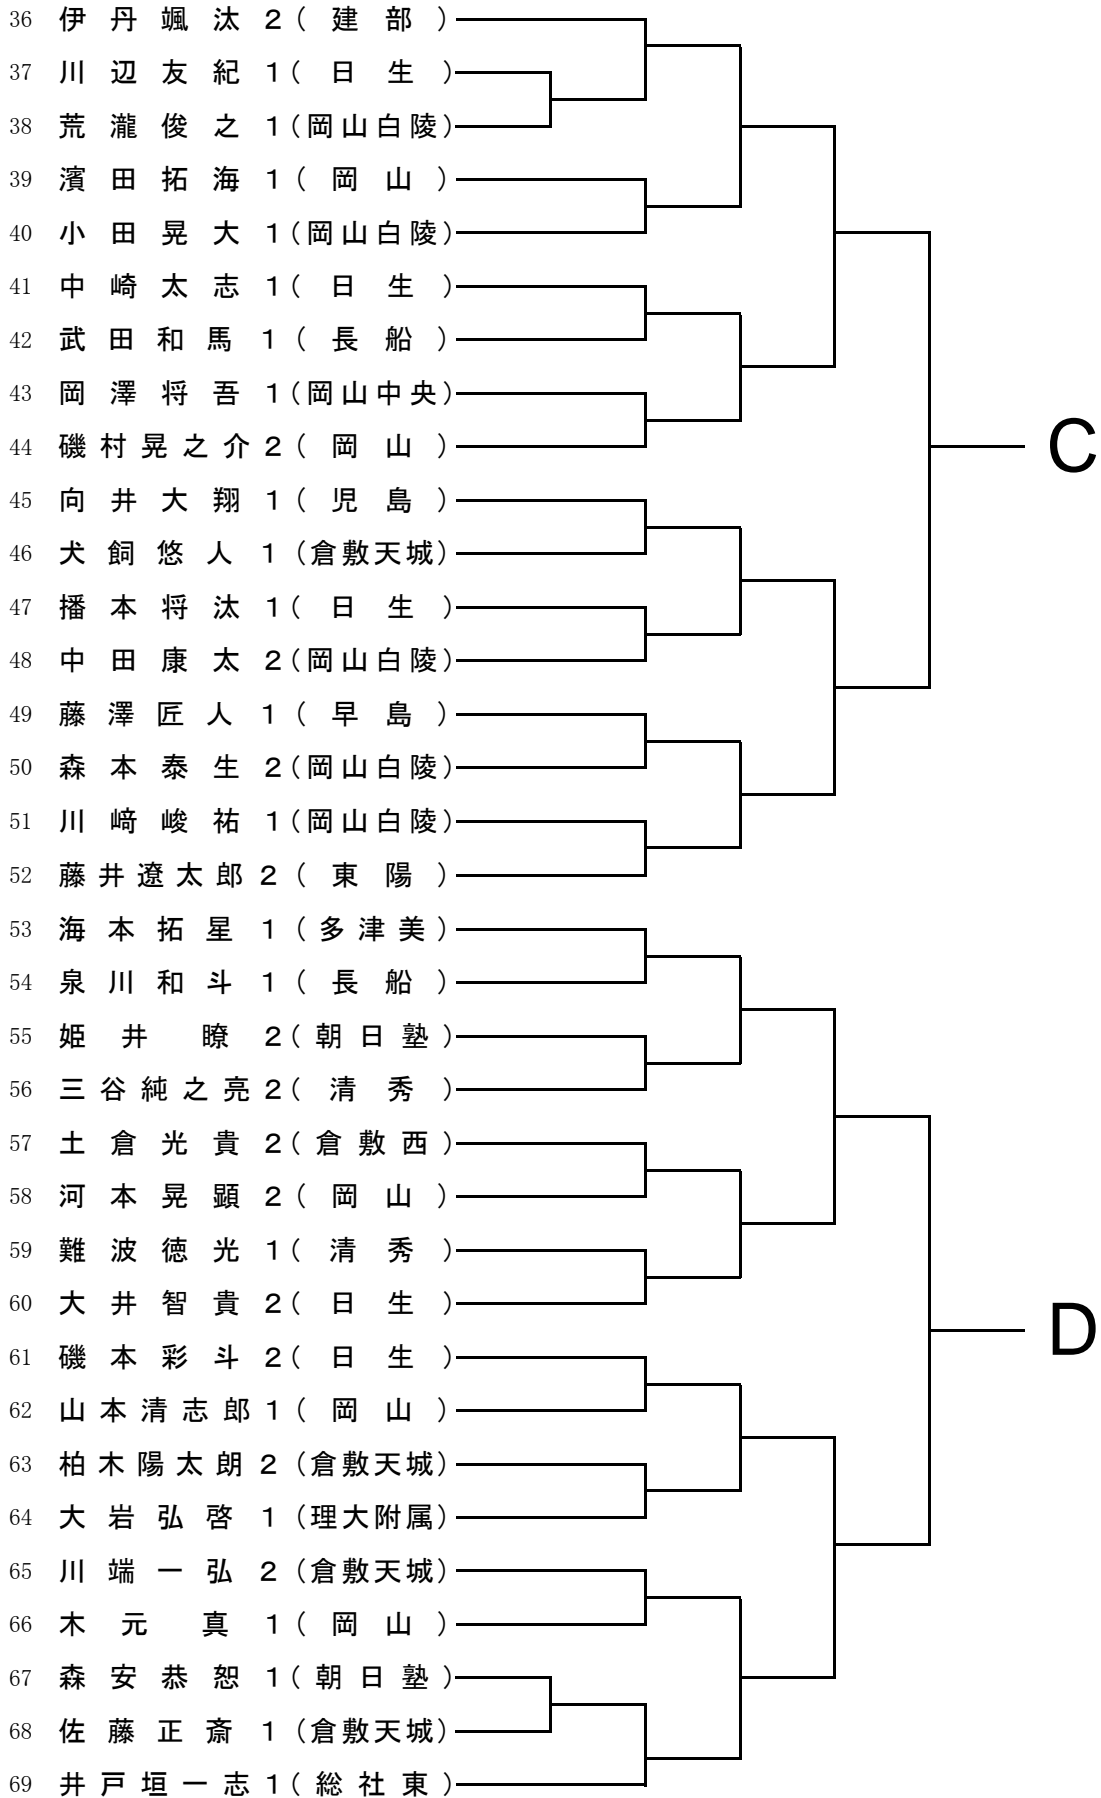 36 伊丹颯汰 2 (建部)
37 川辺友紀 1 (日生)
38 荒瀧俊之 1 (岡山白陵)
39 濱田拓海 1 (岡山)
40 小田晃大 1 (岡山白陵)
41 中崎太志 1 (日生)
42 武田和馬 1 (長船)
43 岡澤将吾 1 (岡山中央)
44 磯村晃之介 2 (岡山)
C
45 向井大翔 1 (児島)
46 犬飼悠人 1 (倉敷天城)
47 播本将汰 1 (日生)
48 中田康太 2 (岡山白陵)
49 藤澤匠人 1 (早島)
50 森本泰生 2 (岡山白陵)
51 川﨑峻祐 1 (岡山白陵)
52 藤井遼太郎 2 (東陽)
53 海本拓星 1 (多津美)
54 泉川和斗 1 (長船)
55 姫井瞭 2 (朝日塾)
56 三谷純之亮 2 (清秀)
57 土倉光貴 2 (倉敷西)
58 河本晃顕 2 (岡山)
59 難波徳光 1 (清秀)
60 大井智貴 2 (日生)
D
61 磯本彩斗 2 (日生)
62 山本清志郎 1 (岡山)
63 柏木陽太朗 2 (倉敷天城)
64 大岩弘啓 1 (理大附属)
65 川端一弘 2 (倉敷天城)
66 木元真 1 (岡山)
67 森安恭恕 1 (朝日塾)
68 佐藤正斎 1 (倉敷天城)
69 井戸垣一志 1 (総社東)